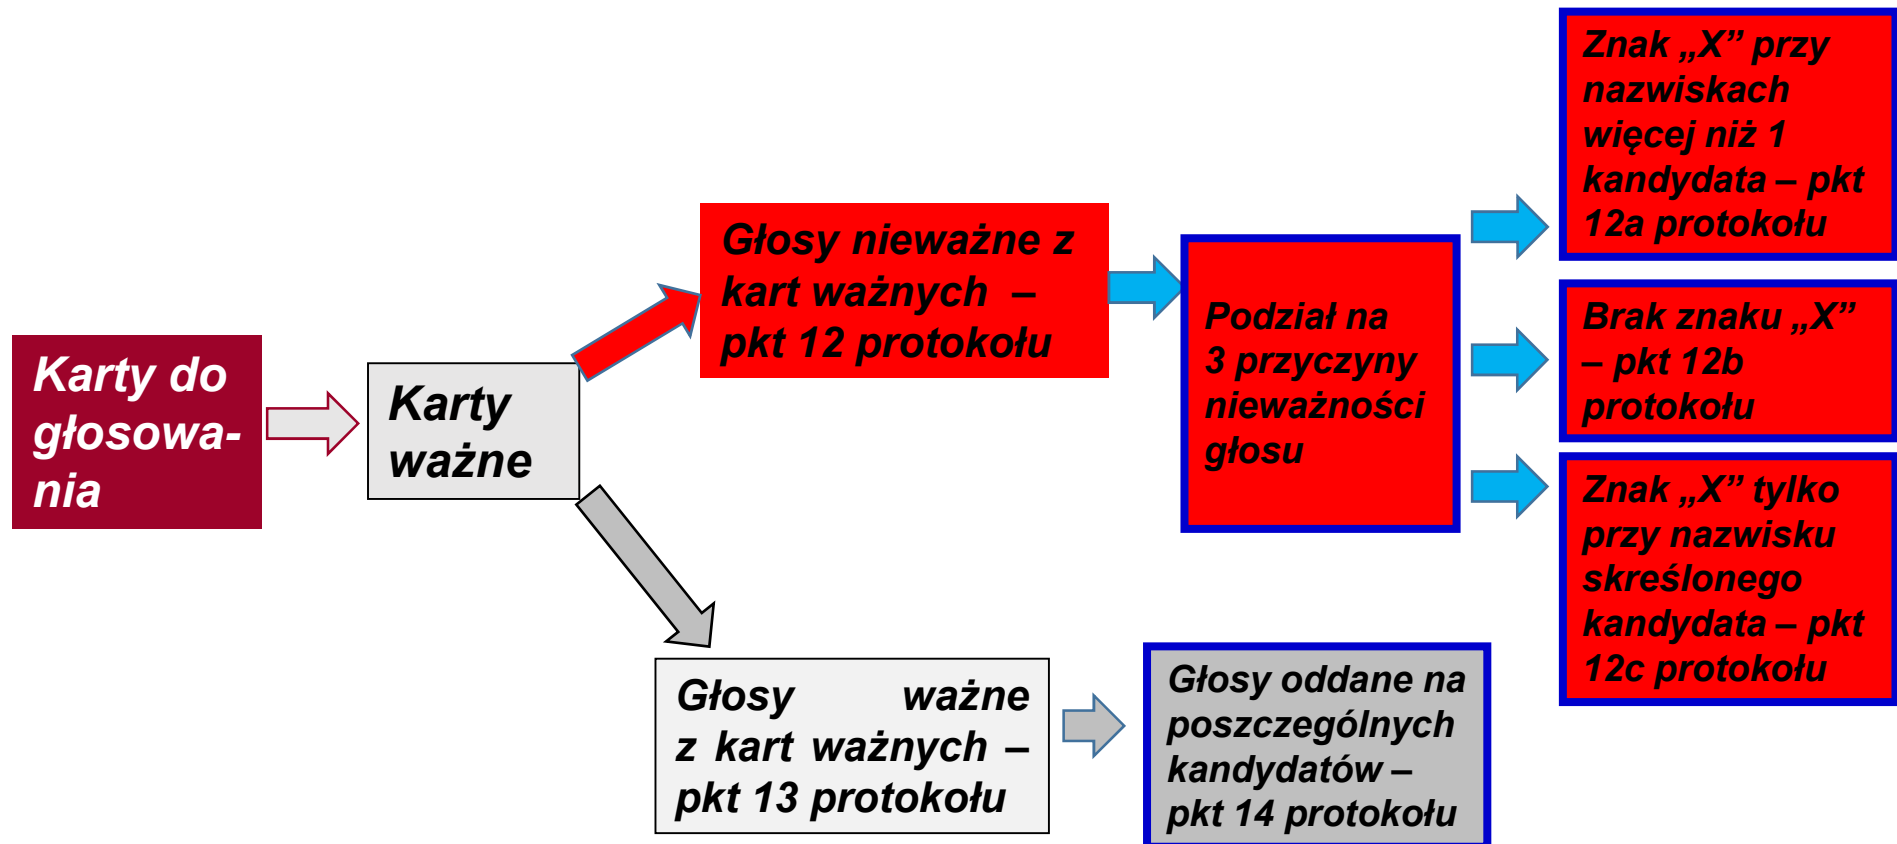 Karty do
głosowa-
nia
Karty
ważne
Głosy nieważne z
kart ważnych –
pkt 12 protokołu
Podział na
3 przyczyny
nieważności
głosu
Znak „X” przy
nazwiskach
więcej niż 1
kandydata – pkt
12a protokołu
Brak znaku „X”
– pkt 12b
protokołu
Znak „X” tylko
przy nazwisku
skreślonego
kandydata – pkt
12c protokołu
Głosy ważne
z kart ważnych –
pkt 13 protokołu
Głosy oddane na
poszczególnych
kandydatów –
pkt 14 protokołu